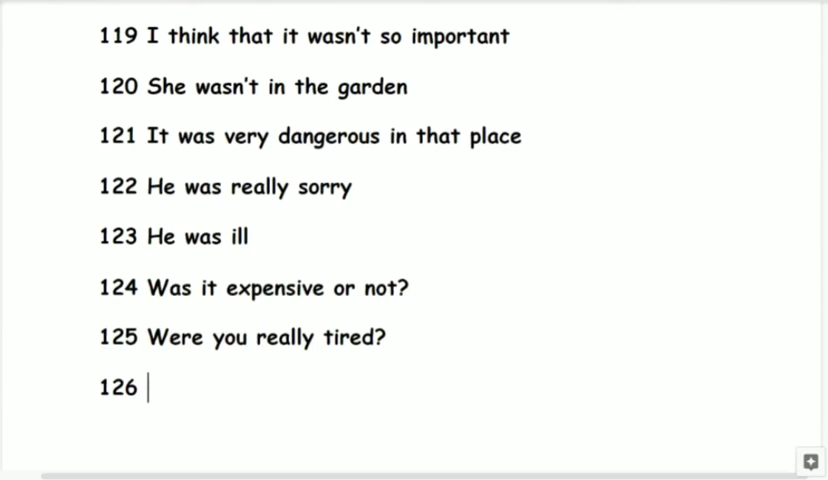 119 I think that it wasn't so important
120 She wasn't in the garden
121 It was very dangerous in that place
122 He was really sorry
123 He was ill
124 Was it expensive or not?
125 Were you really tired?
126